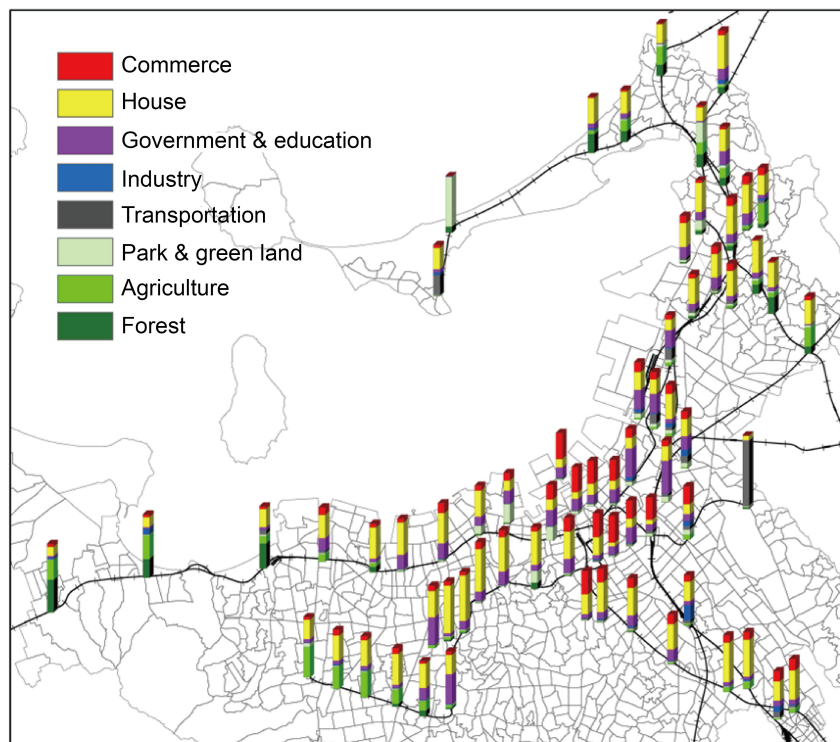 Commerce
House
Government & education
Industry
Transportation
Park & green land
Agriculture
Forest